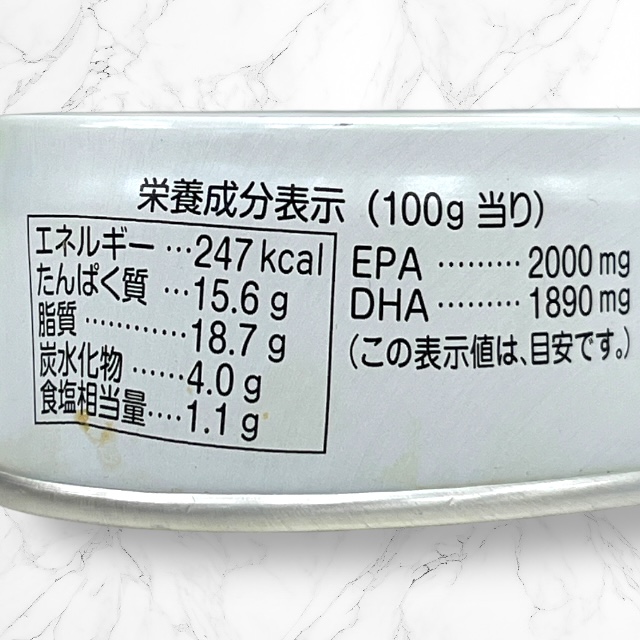 栄養成分表示（100g 当り）
エネルギー …247 kcal
たんぱく質 …15.6 g
脂質 …………18.7 g
炭水化物 ……4.0 g
食塩相当量‥‥1.1 g
EPA ……… 2000 mg
DHA ……… 1890 mg
（この表示値は、目安です。）